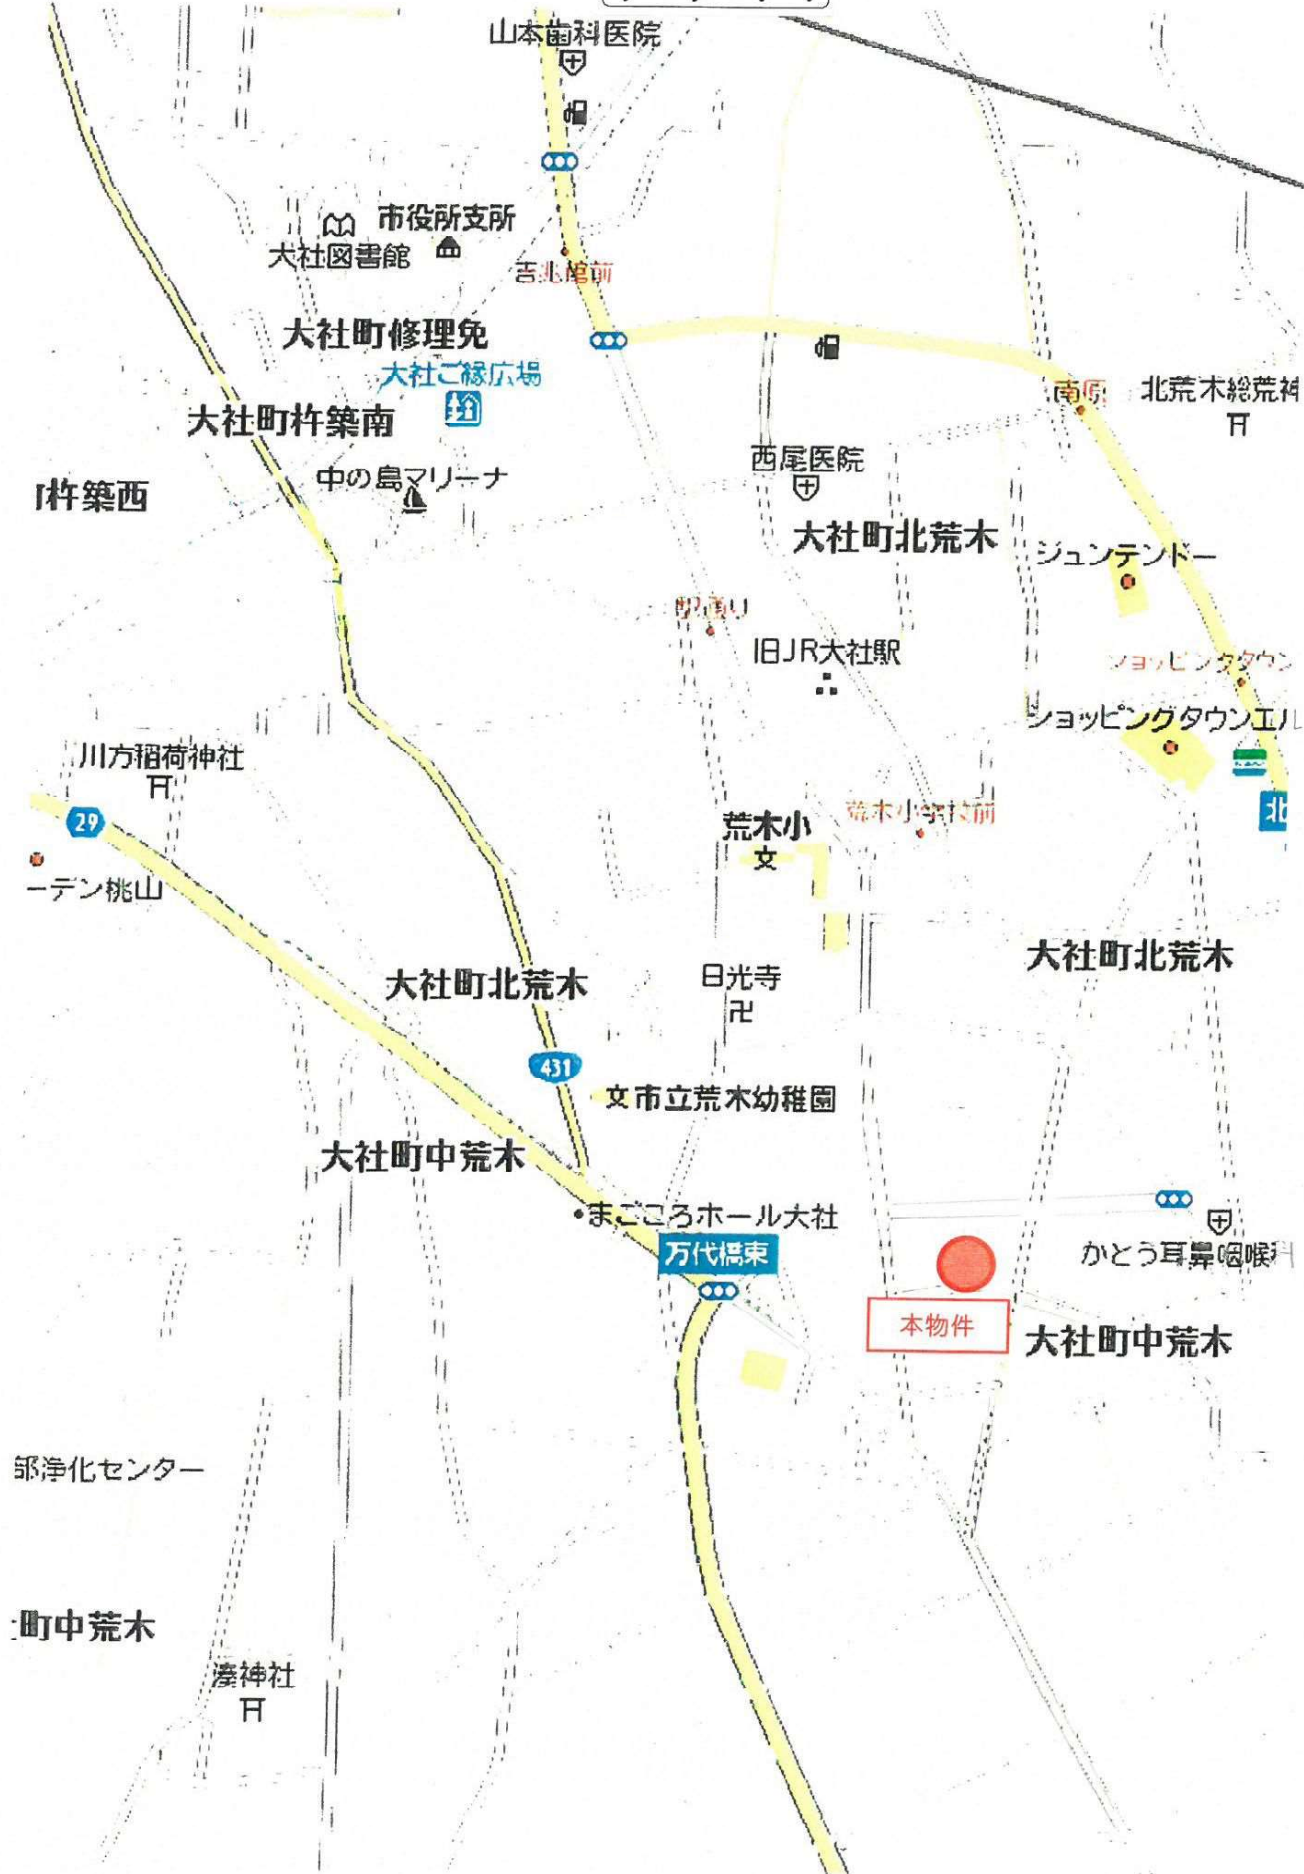 山本歯科医院
市役所支所
大社図書館
吉兆館前
大社町修理免
大社ご縁広場
南原
北荒木総荒神
大社町杵築南
西尾医院
中の島マリーナ
町杵築西
大社町北荒木
ジュンテンドー
駅通り
旧JR大社駅
ショッピングタウン
ショッピングタウンエル
川方稲荷神社
29
荒木小
文
荒木小学校前
北
ーデン桃山
大社町北荒木
日光寺
卍
大社町北荒木
431
文市立荒木幼稚園
大社町中荒木
まごころホール大社
万代橋東
かとう耳鼻咽喉科
本物件
大社町中荒木
部浄化センター
町中荒木
湊神社